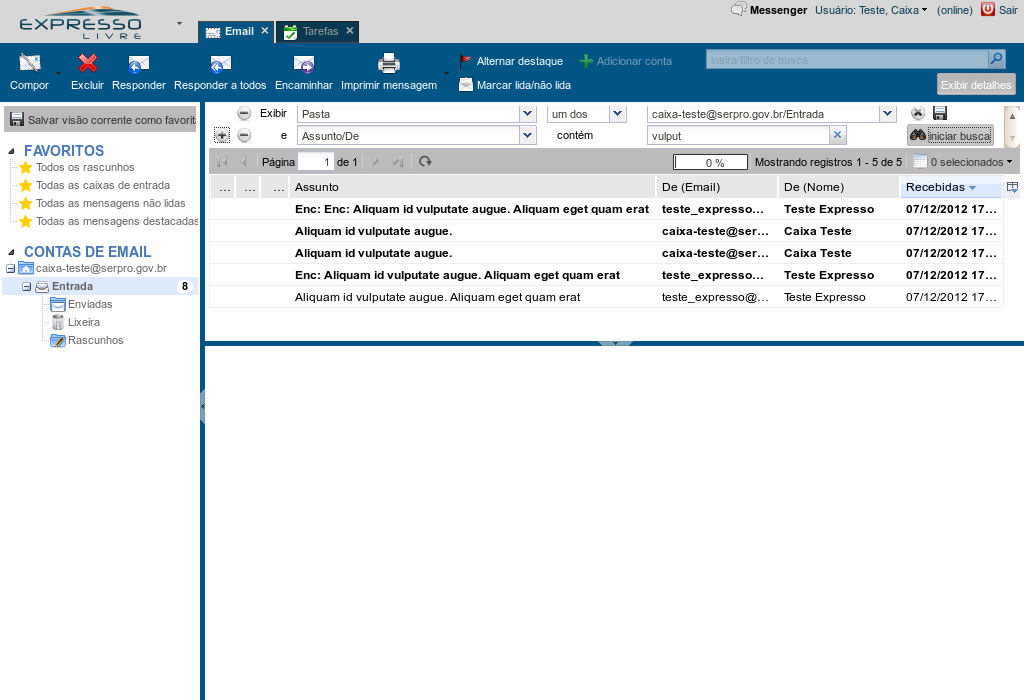 EXPRESSO
LIVRE
Email
Tarefas
Messenger
Usuário: Teste, Caixa
(online)
Sair
Compor
Excluir
Responder
Responder a todos
Encaminhar
Imprimir mensagem
Alternar destaque
Marcar lida/não lida
Adicionar conta
insira filtro de busca
Exibir detalhes
Salvar visão corrente como favorit
FAVORITOS
Todos os rascunhos
Todas as caixas de entrada
Todas as mensagens não lidas
Todas as mensagens destacadas
CONTAS DE EMAIL
caixa-teste@serpro.gov.br
Entrada 8
Enviadas
Lixeira
Rascunhos
Exibir Pasta um dos caixa-teste@serpro.gov.br/Entrada
e Assunto/De contém vulput iniciar busca
Página 1 de 1 0 % Mostrando registros 1 - 5 de 5 0 selecionados
... ... ... Assunto De (Email) De (Nome) Recebidas
Enc: Enc: Aliquam id vulputate augue. Aliquam eget quam erat teste_expresso... Teste Expresso 07/12/2012 17...
Aliquam id vulputate augue. caixa-teste@ser... Caixa Teste 07/12/2012 17...
Aliquam id vulputate augue. caixa-teste@ser... Caixa Teste 07/12/2012 17...
Enc: Aliquam id vulputate augue. Aliquam eget quam erat teste_expresso... Teste Expresso 07/12/2012 17...
Aliquam id vulputate augue. Aliquam eget quam erat teste_expresso@... Teste Expresso 07/12/2012 17...